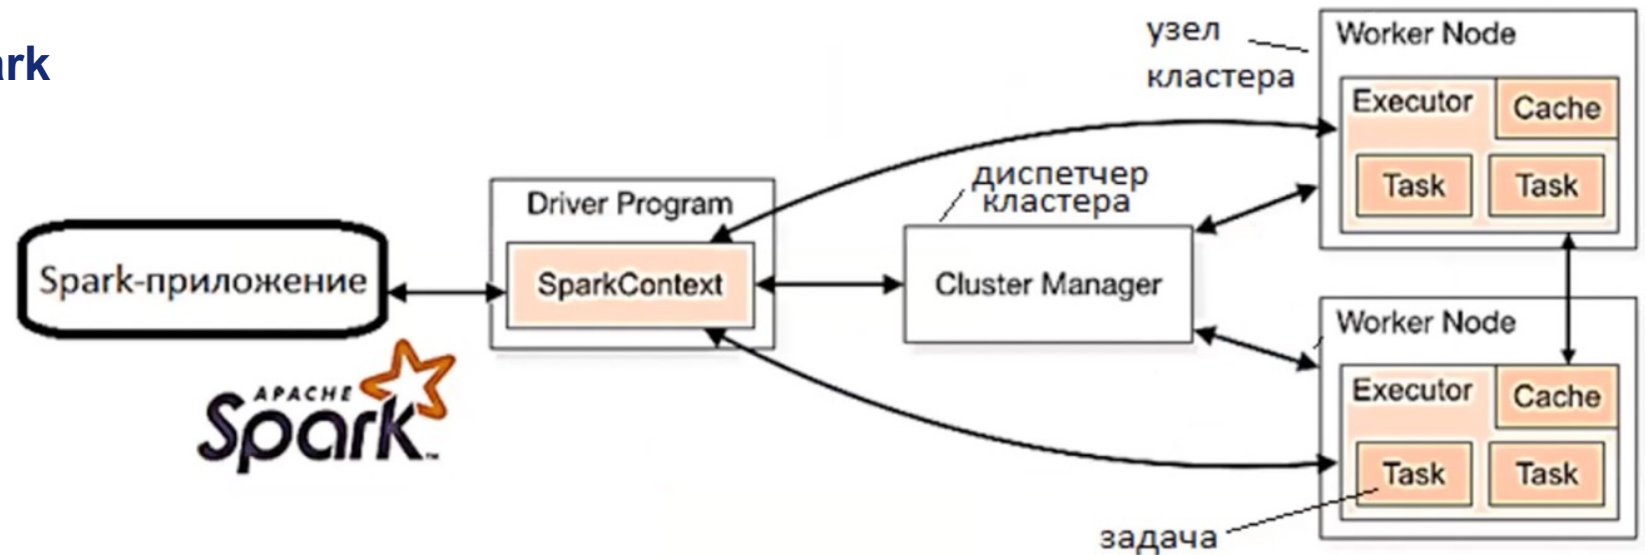 ark
узел
кластера
Worker Node
Executor
Cache
Task
Task
диспетчер
кластера
Driver Program
SparkContext
Spark-приложение
Cluster Manager
Worker Node
Executor
Cache
Task
Task
задача
APACHE
Spark™